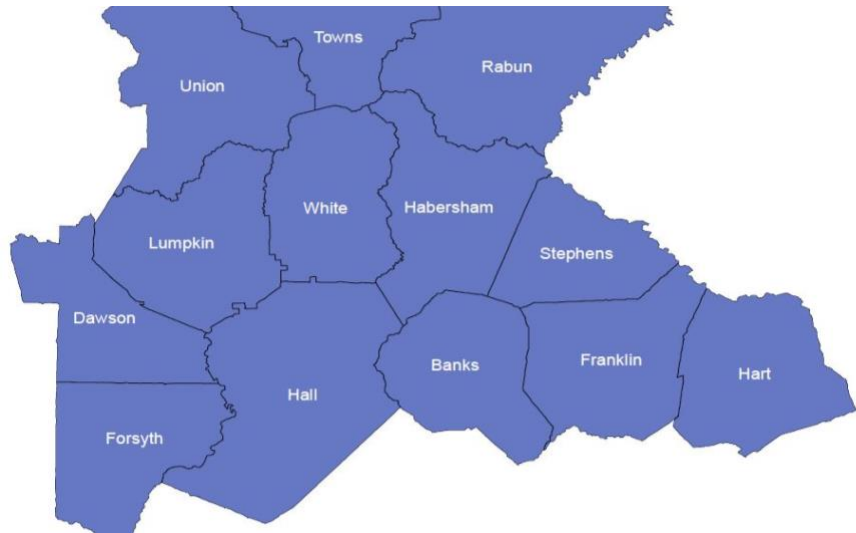 Towns
Rabun
Union
White
Habersham
Lumpkin
Stephens
Dawson
Franklin
Banks
Hart
Hall
Forsyth